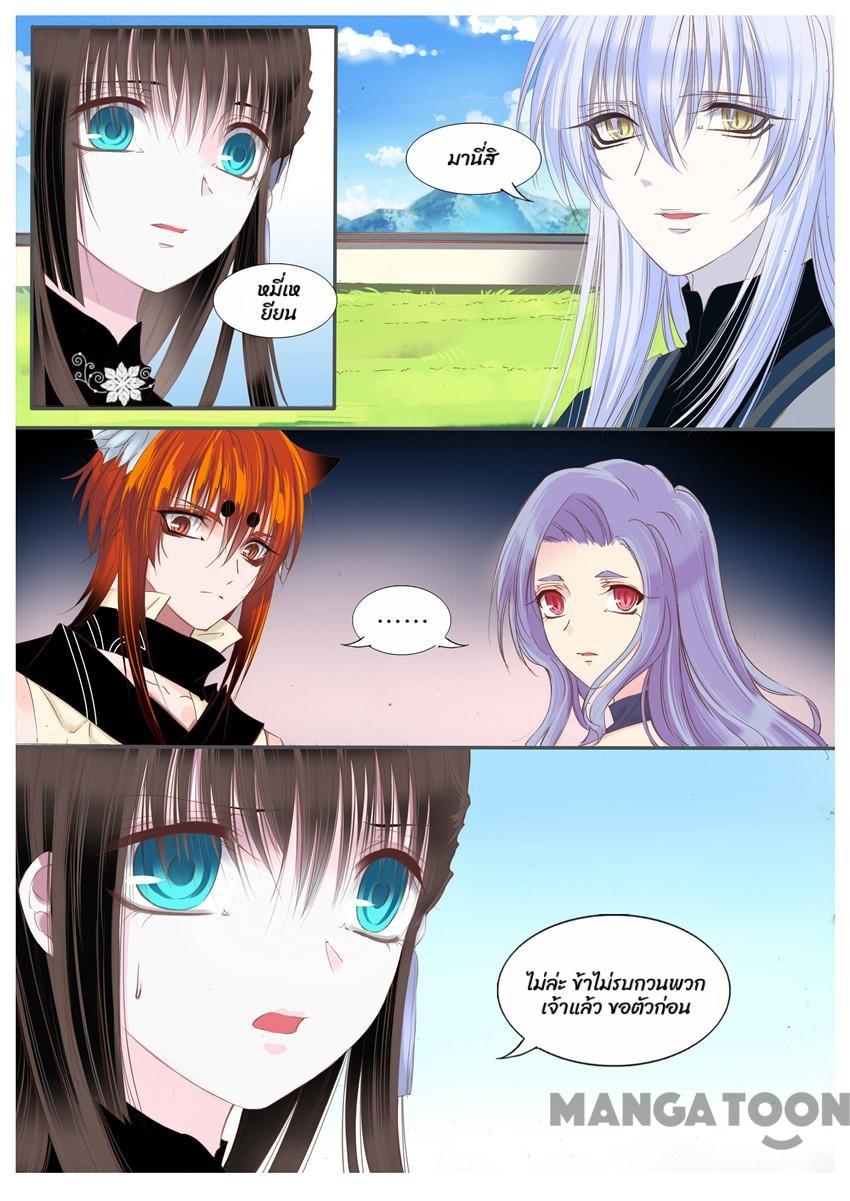 มานี่สิ
หมี่เห
ยียน
......
ไม่ล่ะ ข้าไม่รบกวนพวก
เจ้าแล้ว ขอตัวก่อน
MANGATOON